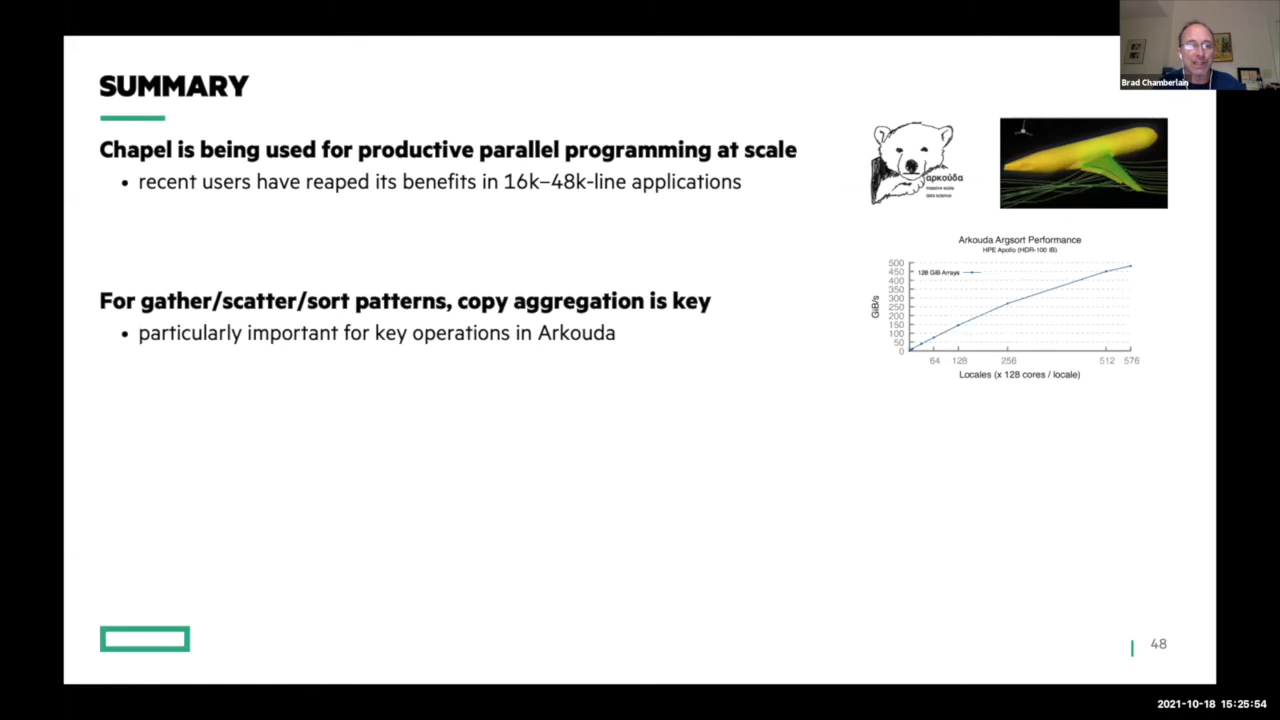 Brad Chamberlain
SUMMARY
Chapel is being used for productive parallel programming at scale
• recent users have reaped its benefits in 16k–48k-line applications
αρκούδα
massive scale
data science
Arkouda Argsort Performance
HPE Apollo (HDR-100 IB)
128 GiB Arrays
GiB/s
500
450
400
350
300
250
200
150
100
50
0
64 128 256 512 576
Locales (x 128 cores / locale)
For gather/scatter/sort patterns, copy aggregation is key
• particularly important for key operations in Arkouda
48
2021-10-18 15:25:54